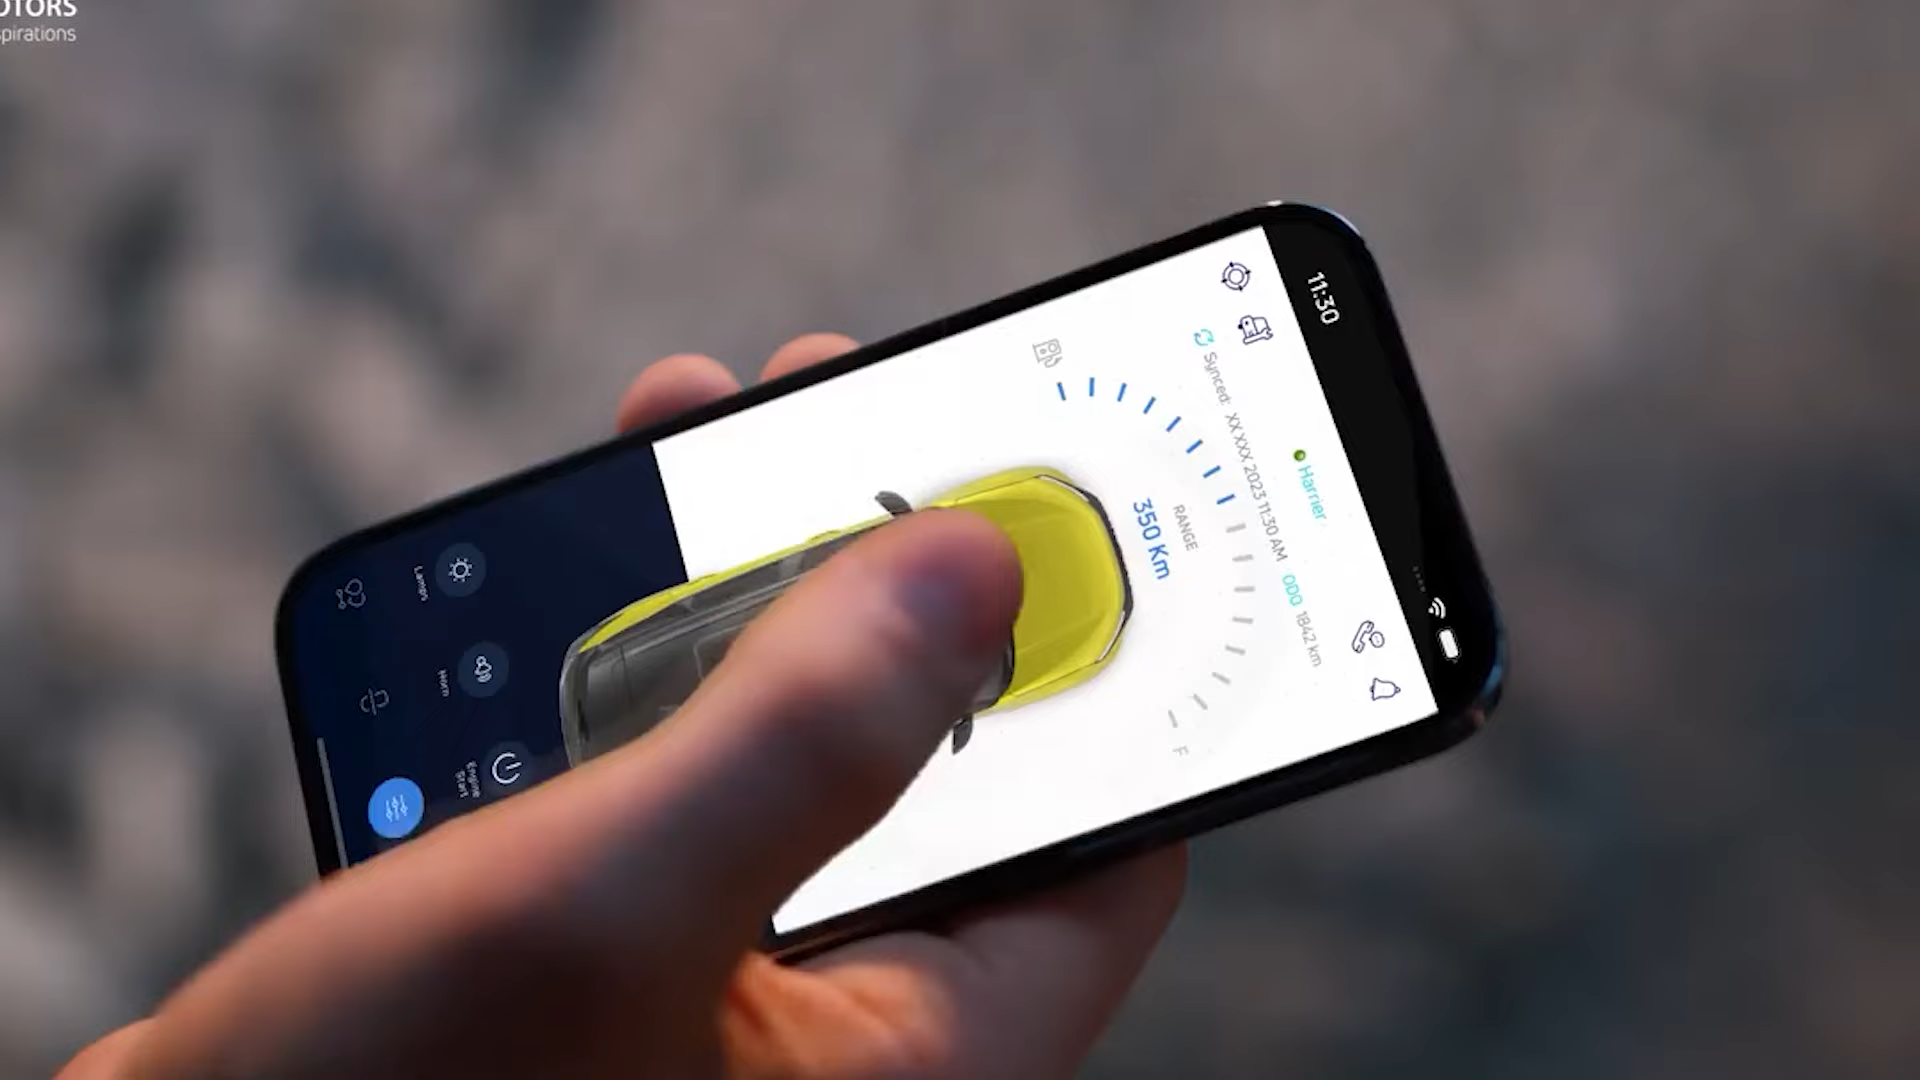 OTORS
spirations
11:30
Harrier
Synced: XX XXX 2023 11:30 AM ODO 1842 km
RANGE
350 Km
F
Lamps
Horn
Engine
Start